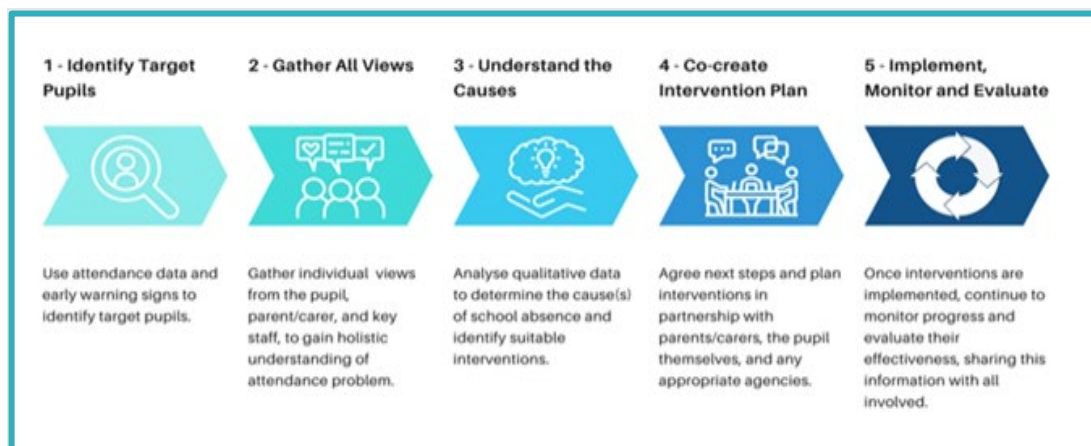 1 - Identify Target
Pupils
Use attendance data and
early warning signs to
identify target pupils.
2 - Gather All Views
Gather individual views
from the pupil,
parent/carer, and key
staff, to gain holistic
understanding of
attendance problem.
3 - Understand the
Causes
Analyse qualitative data
to determine the cause(s)
of school absence and
identify suitable
interventions.
4 - Co-create
Intervention Plan
Agree next steps and plan
interventions in
partnership with
parents/carers, the pupil
themselves, and any
appropriate agencies.
5 - Implement,
Monitor and Evaluate
Once interventions are
implemented, continue to
monitor progress and
evaluate their
effectiveness, sharing this
information with all
involved.